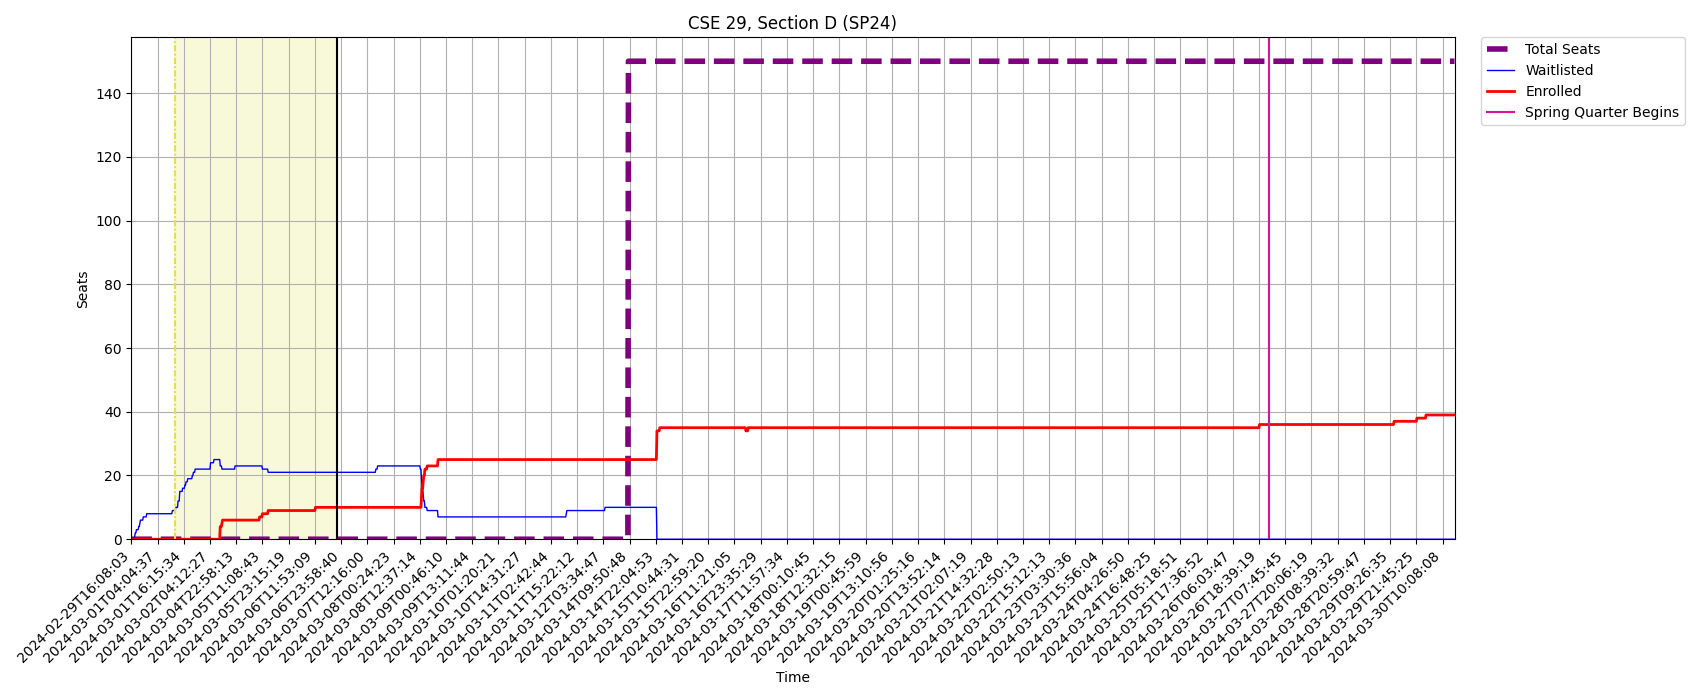 CSE 29, Section D (SP24)
Total Seats
Waitlisted
Enrolled
Spring Quarter Begins
Seats
140
120
100
80
60
40
20
0
2024-02-29T16:08:03
2024-03-01T04:04:37
2024-03-01T16:15:34
2024-03-02T04:12:27
2024-03-04T22:58:13
2024-03-05T11:08:43
2024-03-05T23:15:19
2024-03-06T11:53:09
2024-03-06T23:58:40
2024-03-07T12:16:00
2024-03-08T00:24:23
2024-03-08T12:37:14
2024-03-09T00:46:10
2024-03-09T13:11:44
2024-03-10T01:20:21
2024-03-10T14:31:27
2024-03-11T02:42:44
2024-03-11T15:22:12
2024-03-12T03:34:47
2024-03-14T09:50:48
2024-03-14T22:04:53
2024-03-15T10:44:31
2024-03-15T22:59:20
2024-03-16T11:21:05
2024-03-16T23:35:29
2024-03-17T11:57:34
2024-03-18T00:10:45
2024-03-18T12:32:15
2024-03-19T00:45:59
2024-03-19T13:10:56
2024-03-20T01:25:16
2024-03-20T13:52:14
2024-03-21T02:07:19
2024-03-21T14:32:28
2024-03-22T02:50:13
2024-03-22T15:12:13
2024-03-23T03:30:36
2024-03-23T15:56:04
2024-03-24T04:26:50
2024-03-24T16:48:25
2024-03-25T05:18:51
2024-03-25T17:36:52
2024-03-26T06:03:47
2024-03-26T18:39:19
2024-03-27T07:45:45
2024-03-27T20:06:19
2024-03-28T08:39:32
2024-03-28T20:59:47
2024-03-29T09:26:35
2024-03-29T21:45:25
2024-03-30T10:08:08
Time